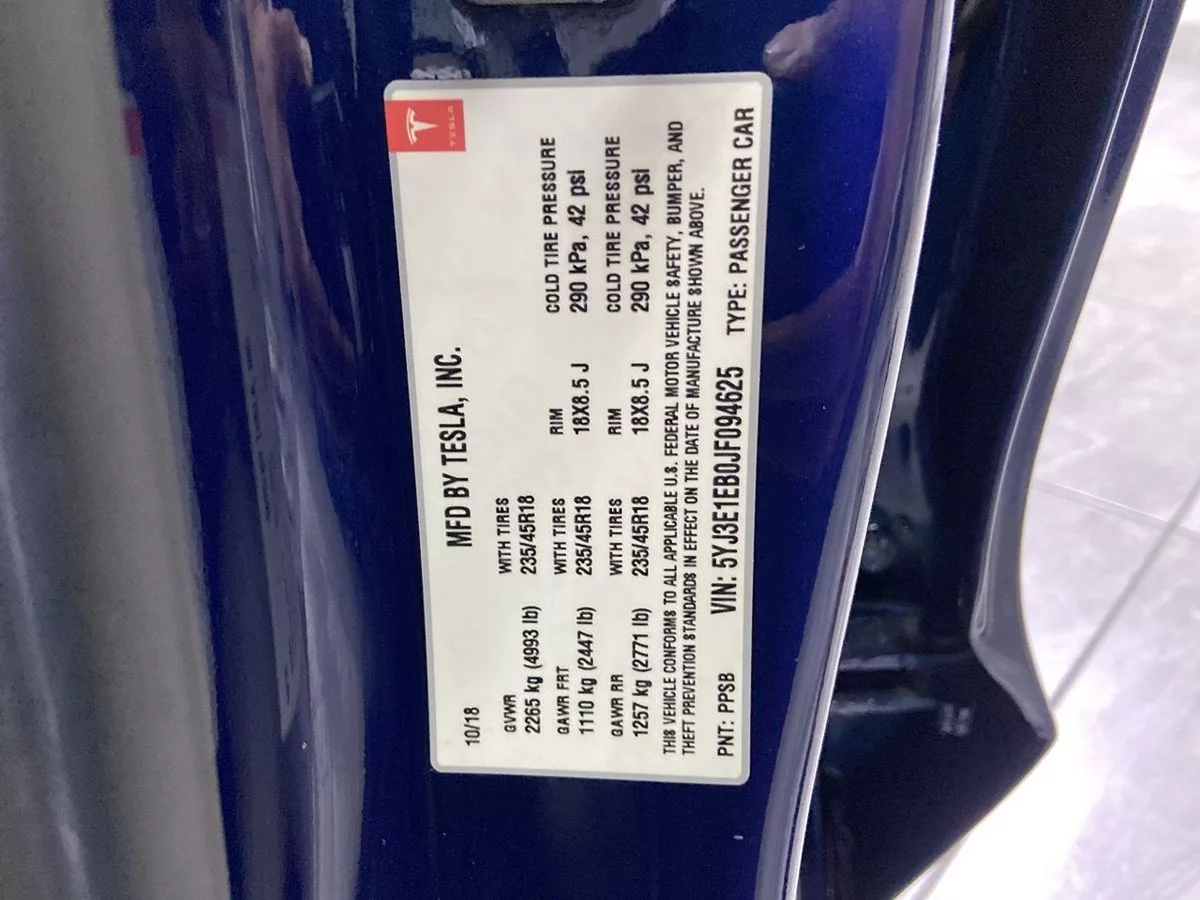 TESLA
MFD BY TESLA, INC.
10/18
GVWR WITH TIRES
2265 kg (4993 lb) 235/45R18
GAWR FRT WITH TIRES RIM COLD TIRE PRESSURE
1110 kg (2447 lb) 235/45R18 18X8.5 J 290 kPa, 42 psi
GAWR RR WITH TIRES RIM COLD TIRE PRESSURE
1257 kg (2771 lb) 235/45R18 18X8.5 J 290 kPa, 42 psi
THIS VEHICLE CONFORMS TO ALL APPLICABLE U.S. FEDERAL MOTOR VEHICLE SAFETY, BUMPER, AND
THEFT PREVENTION STANDARDS IN EFFECT ON THE DATE OF MANUFACTURE SHOWN ABOVE.
PNT: PPSB VIN: 5YJ3E1EB0JF094625 TYPE: PASSENGER CAR